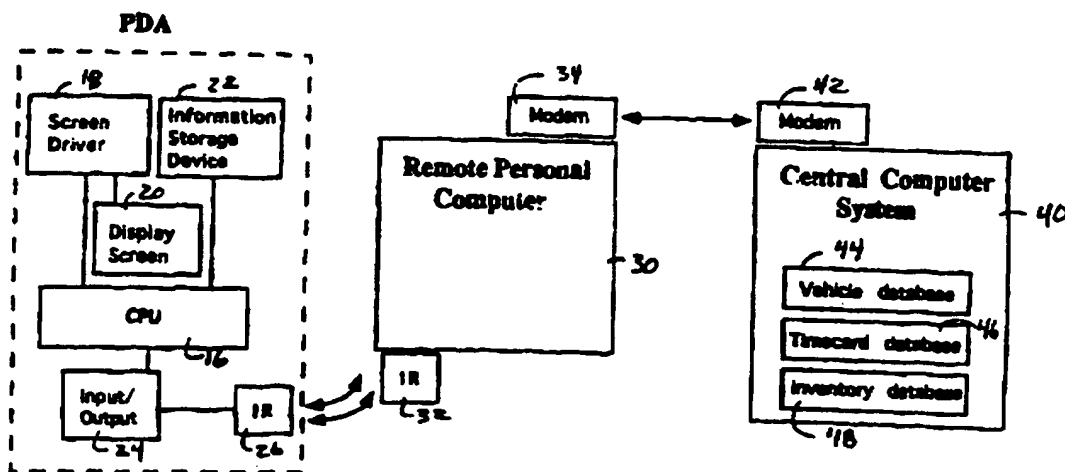 PDA
18
Screen
Driver
22
Information
Storage
Device
20
Display
Screen
CPU
16
Input/
Output
24
IR
26
34
Modem
Remote Personal
Computer
30
IR
32
42
Modem
Central Computer
System
40
44
Vehicle database
Timecard database
46
Inventory database
48